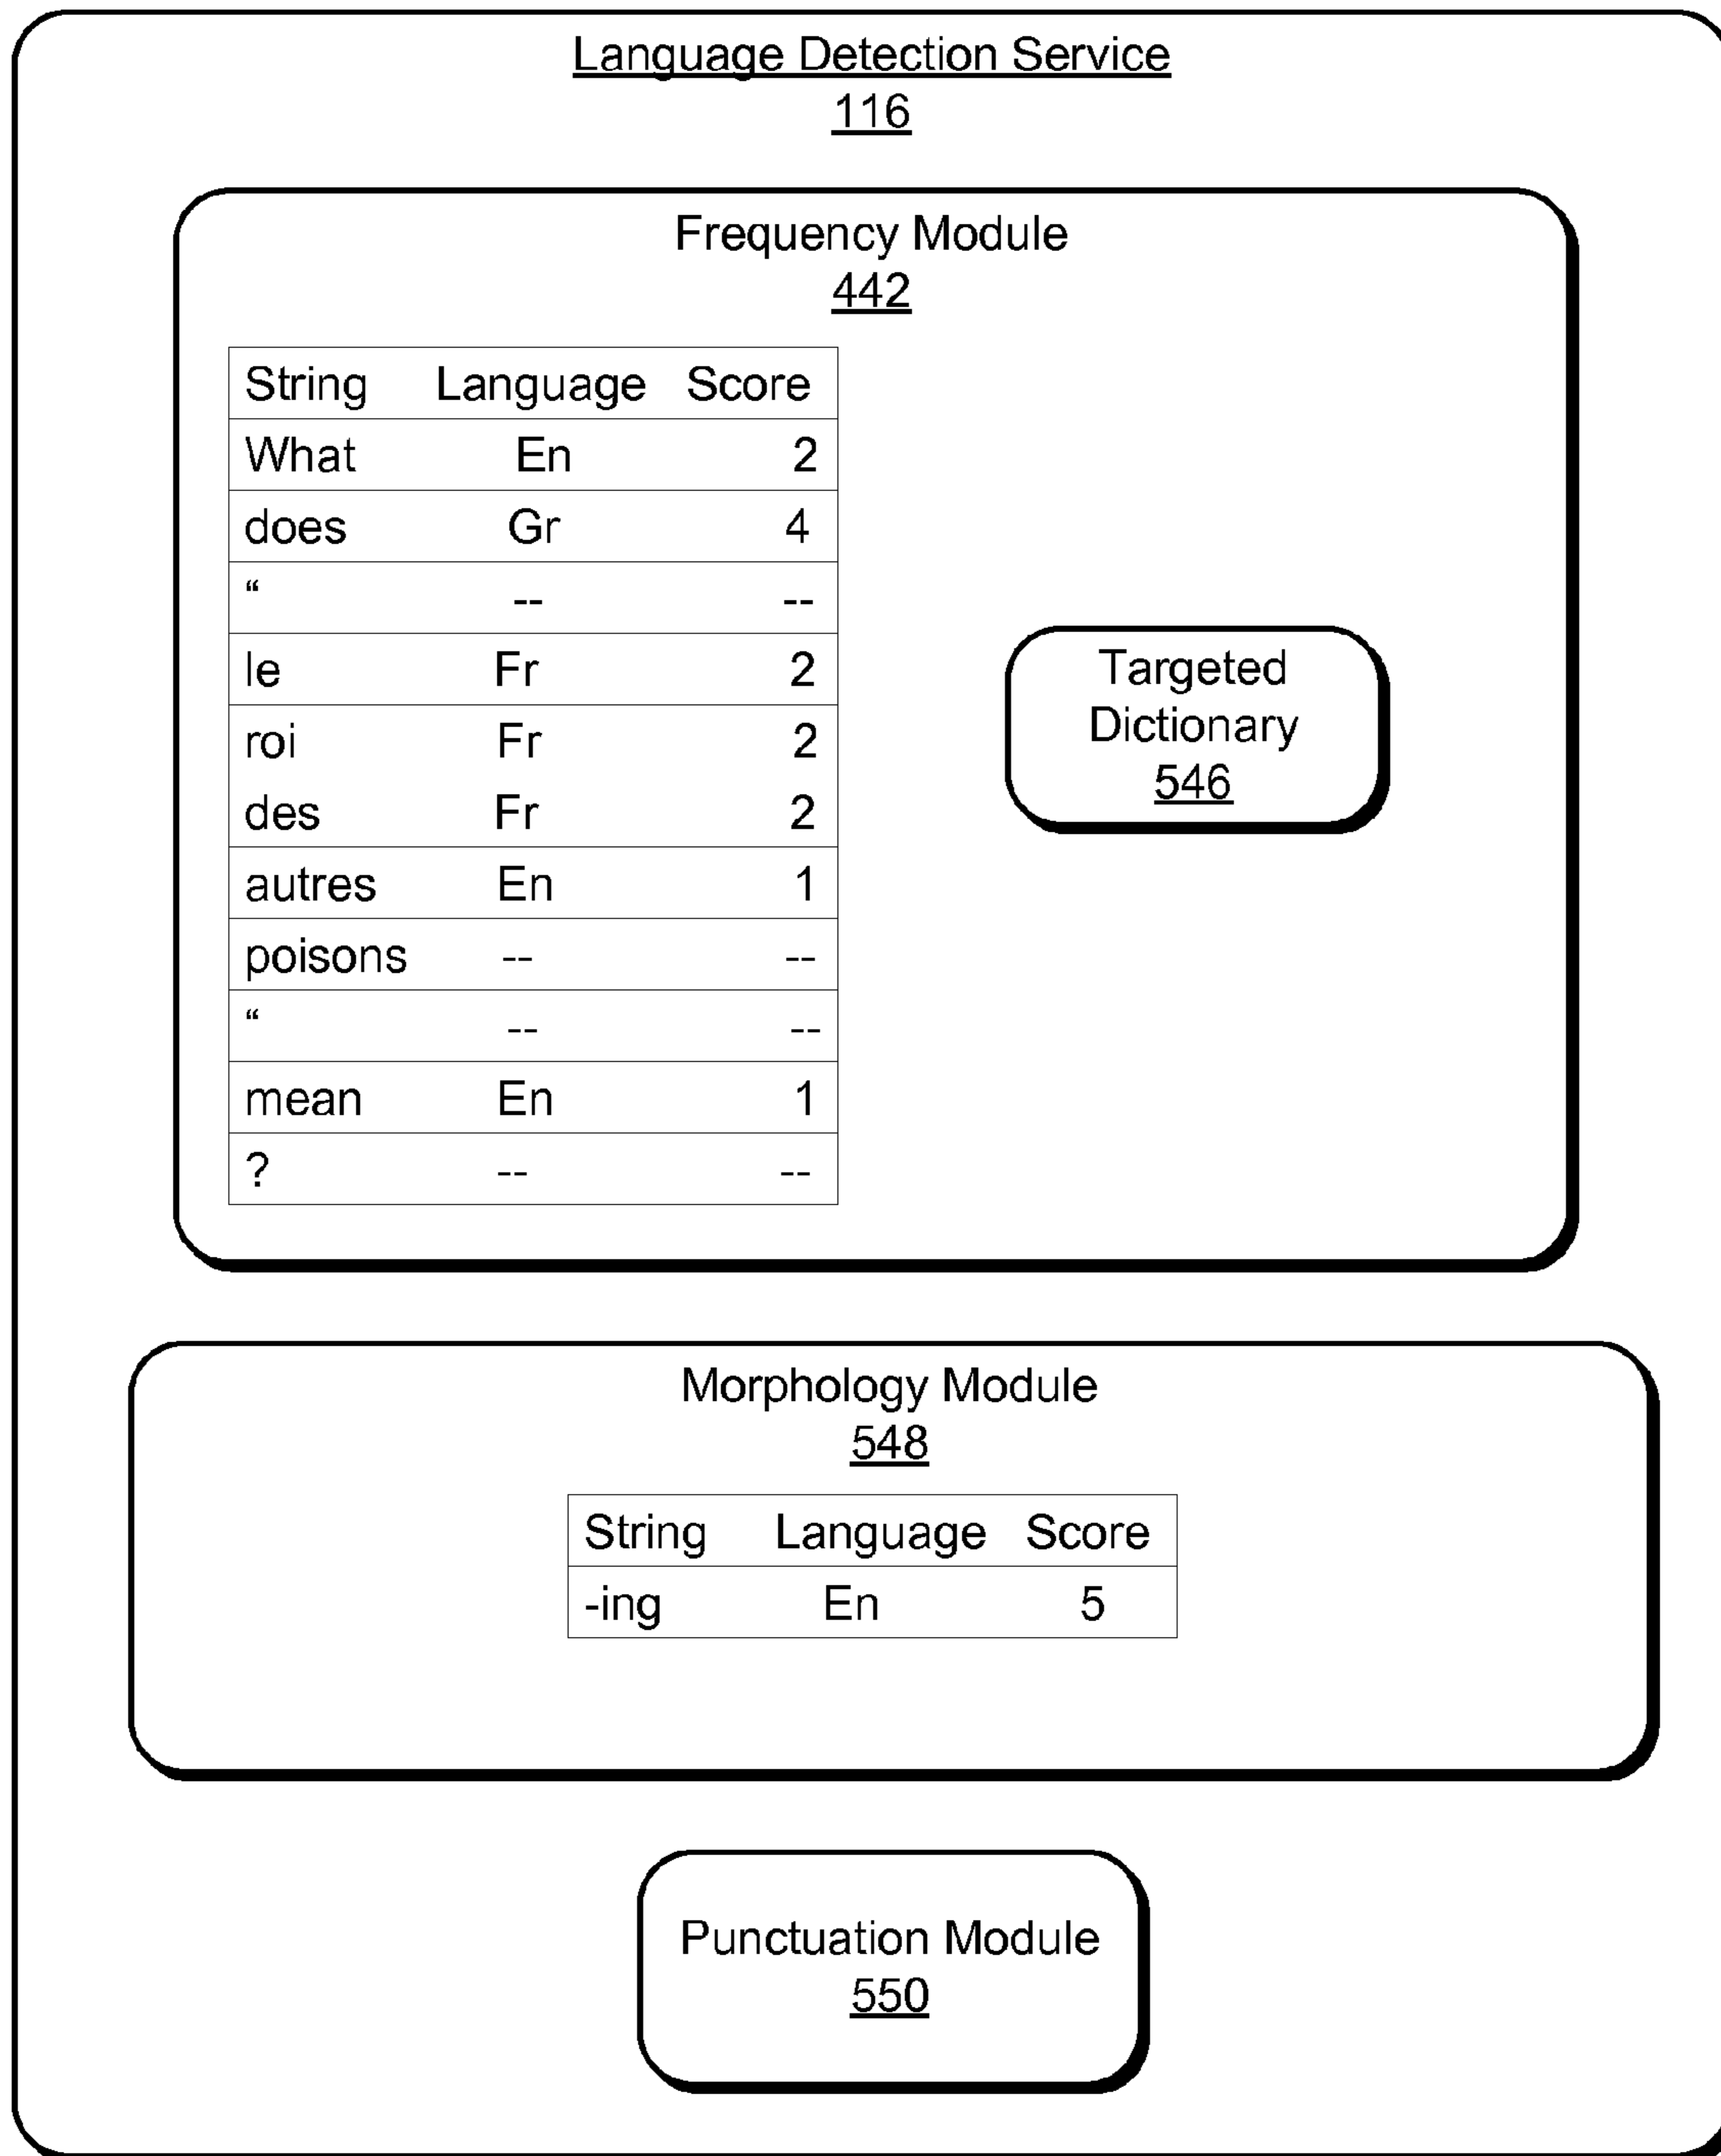 Language Detection Service
116
Frequency Module
442
String Language Score
What En 2
does Gr 4
“ -- --
le Fr 2
roi Fr 2
des Fr 2
autres En 1
poisons -- --
“ -- --
mean En 1
? -- --
Targeted
Dictionary
546
Morphology Module
548
String Language Score
-ing En 5
Punctuation Module
550